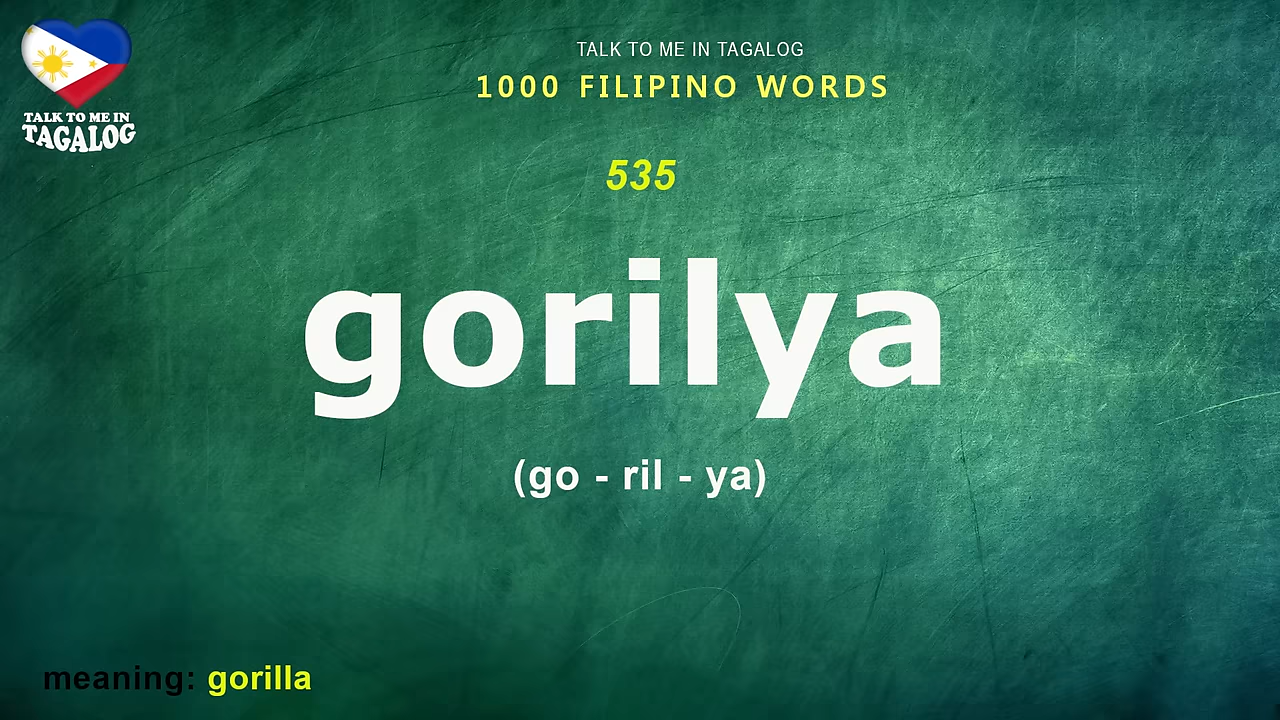 TALK TO ME IN
TAGALOG
TALK TO ME IN TAGALOG
1000 FILIPINO WORDS
535
gorilya
(go - ril - ya)
meaning: gorilla